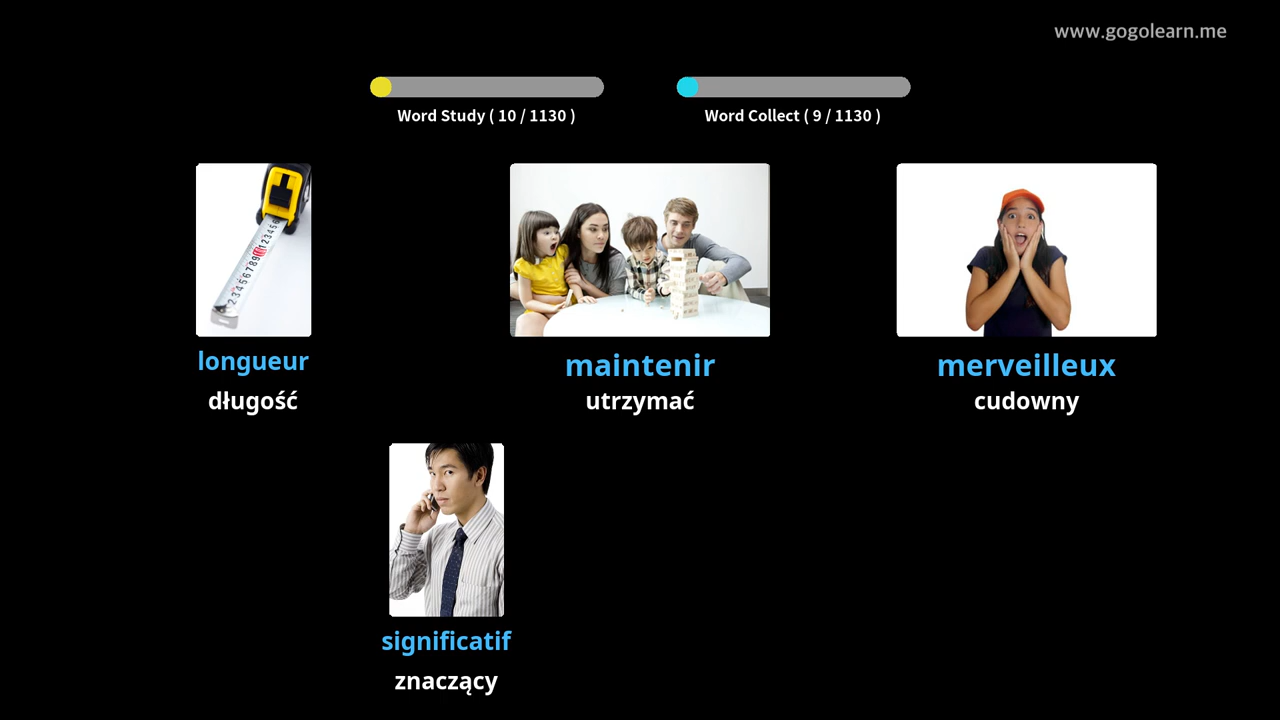 www.gogolearn.me
Word Study ( 10 / 1130 )
Word Collect ( 9 / 1130 )
longueur
długość
maintenir
utrzymać
merveilleux
cudowny
significatif
znaczący